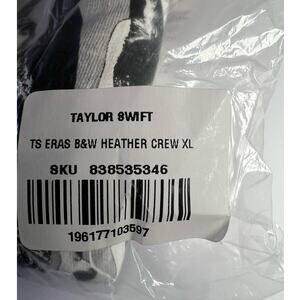 TAYLOR SWIFT
TS ERAS B&W HEATHER CREW XL
SKU 838535346
196177103597